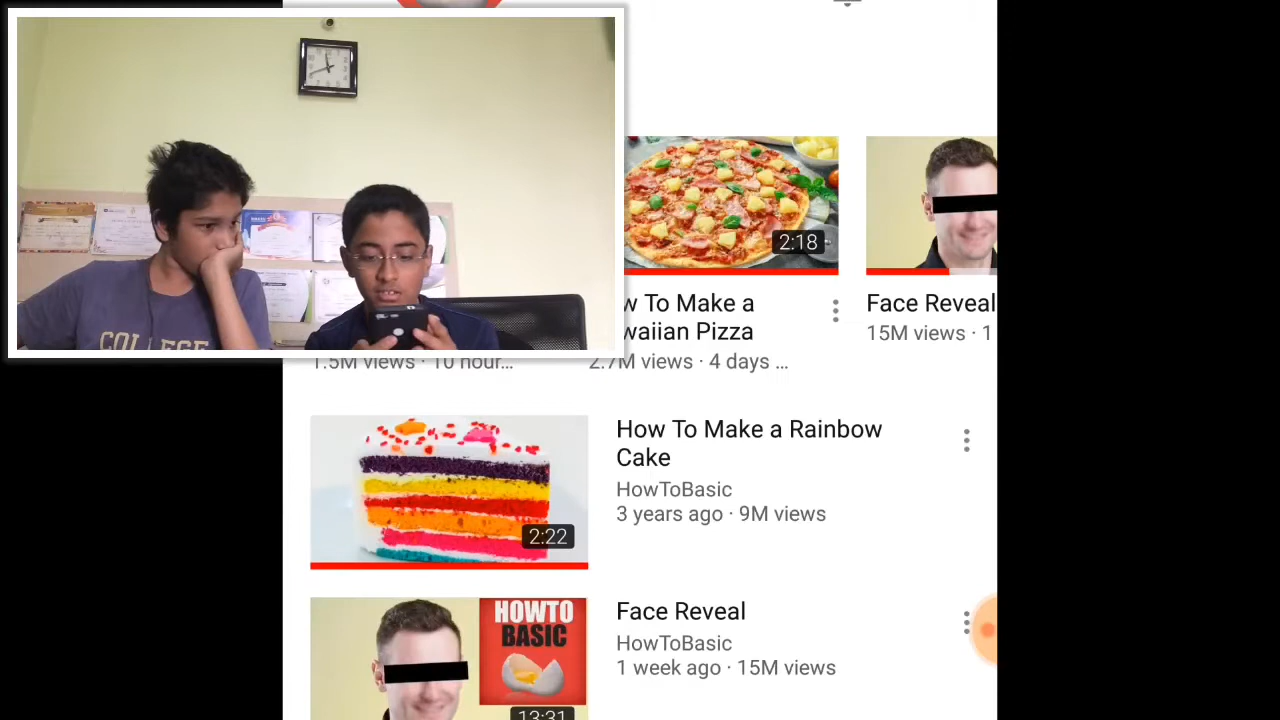 COLLEGE
2:18
w To Make a
waiian Pizza
2.7M views · 4 days ...
Face Reveal
15M views · 1
1.5M views · 10 hour...
How To Make a Rainbow
Cake
HowToBasic
3 years ago · 9M views
2:22
HOWTO
BASIC
13:31
Face Reveal
HowToBasic
1 week ago · 15M views